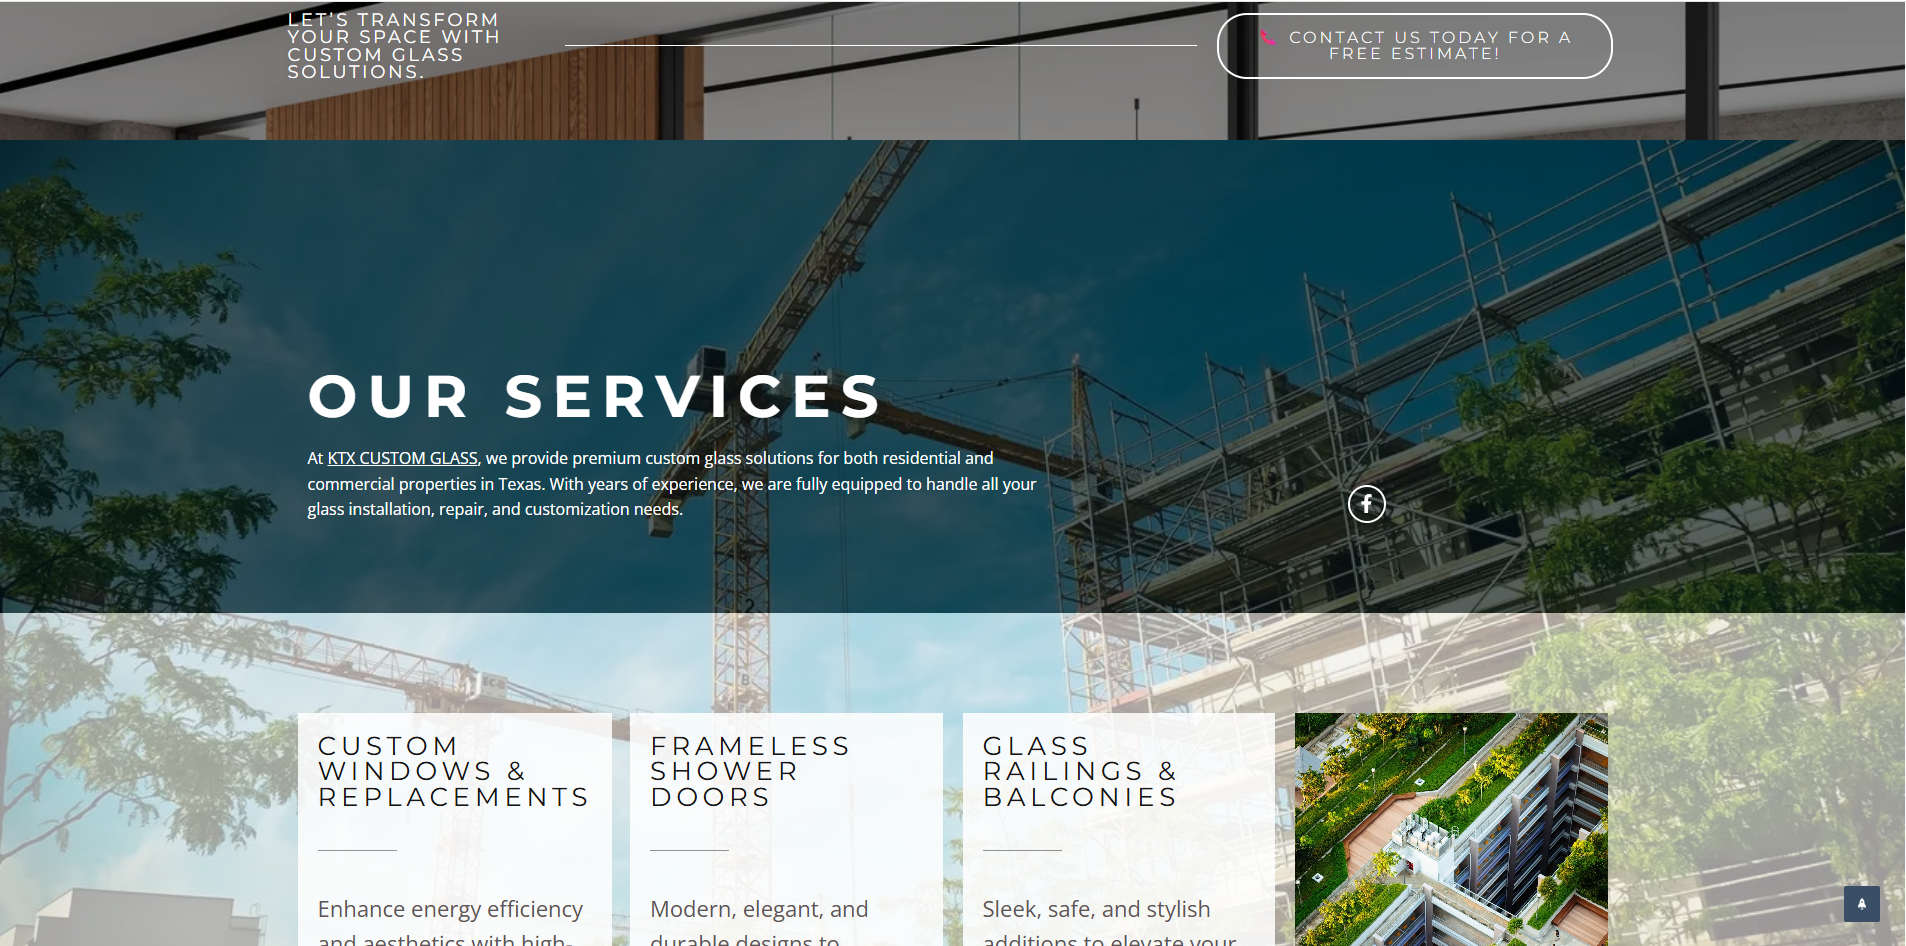 LET'S TRANSFORM
YOUR SPACE WITH
CUSTOM GLASS
SOLUTIONS.
CONTACT US TODAY FOR A
FREE ESTIMATE!
OUR SERVICES
At KTX CUSTOM GLASS, we provide premium custom glass solutions for both residential and
commercial properties in Texas. With years of experience, we are fully equipped to handle all your
glass installation, repair, and customization needs.
CUSTOM
WINDOWS &
REPLACEMENTS
Enhance energy efficiency
and aesthetics with high-
FRAMELESS
SHOWER
DOORS
Modern, elegant, and
durable designs to
GLASS
RAILINGS &
BALCONIES
Sleek, safe, and stylish
additions to elevate your